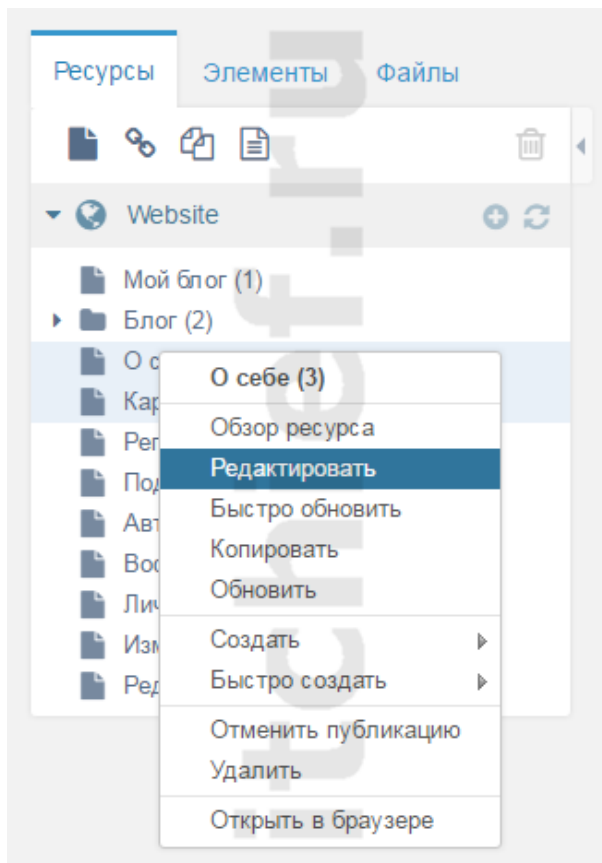 Ресурсы Элементы Файлы
Website
Мой блог (1)
Блог (2)
О себе (3)
Обзор ресурса
Редактировать
Быстро обновить
Копировать
Обновить
Создать
Быстро создать
Отменить публикацию
Удалить
Открыть в браузере
itchief.ru